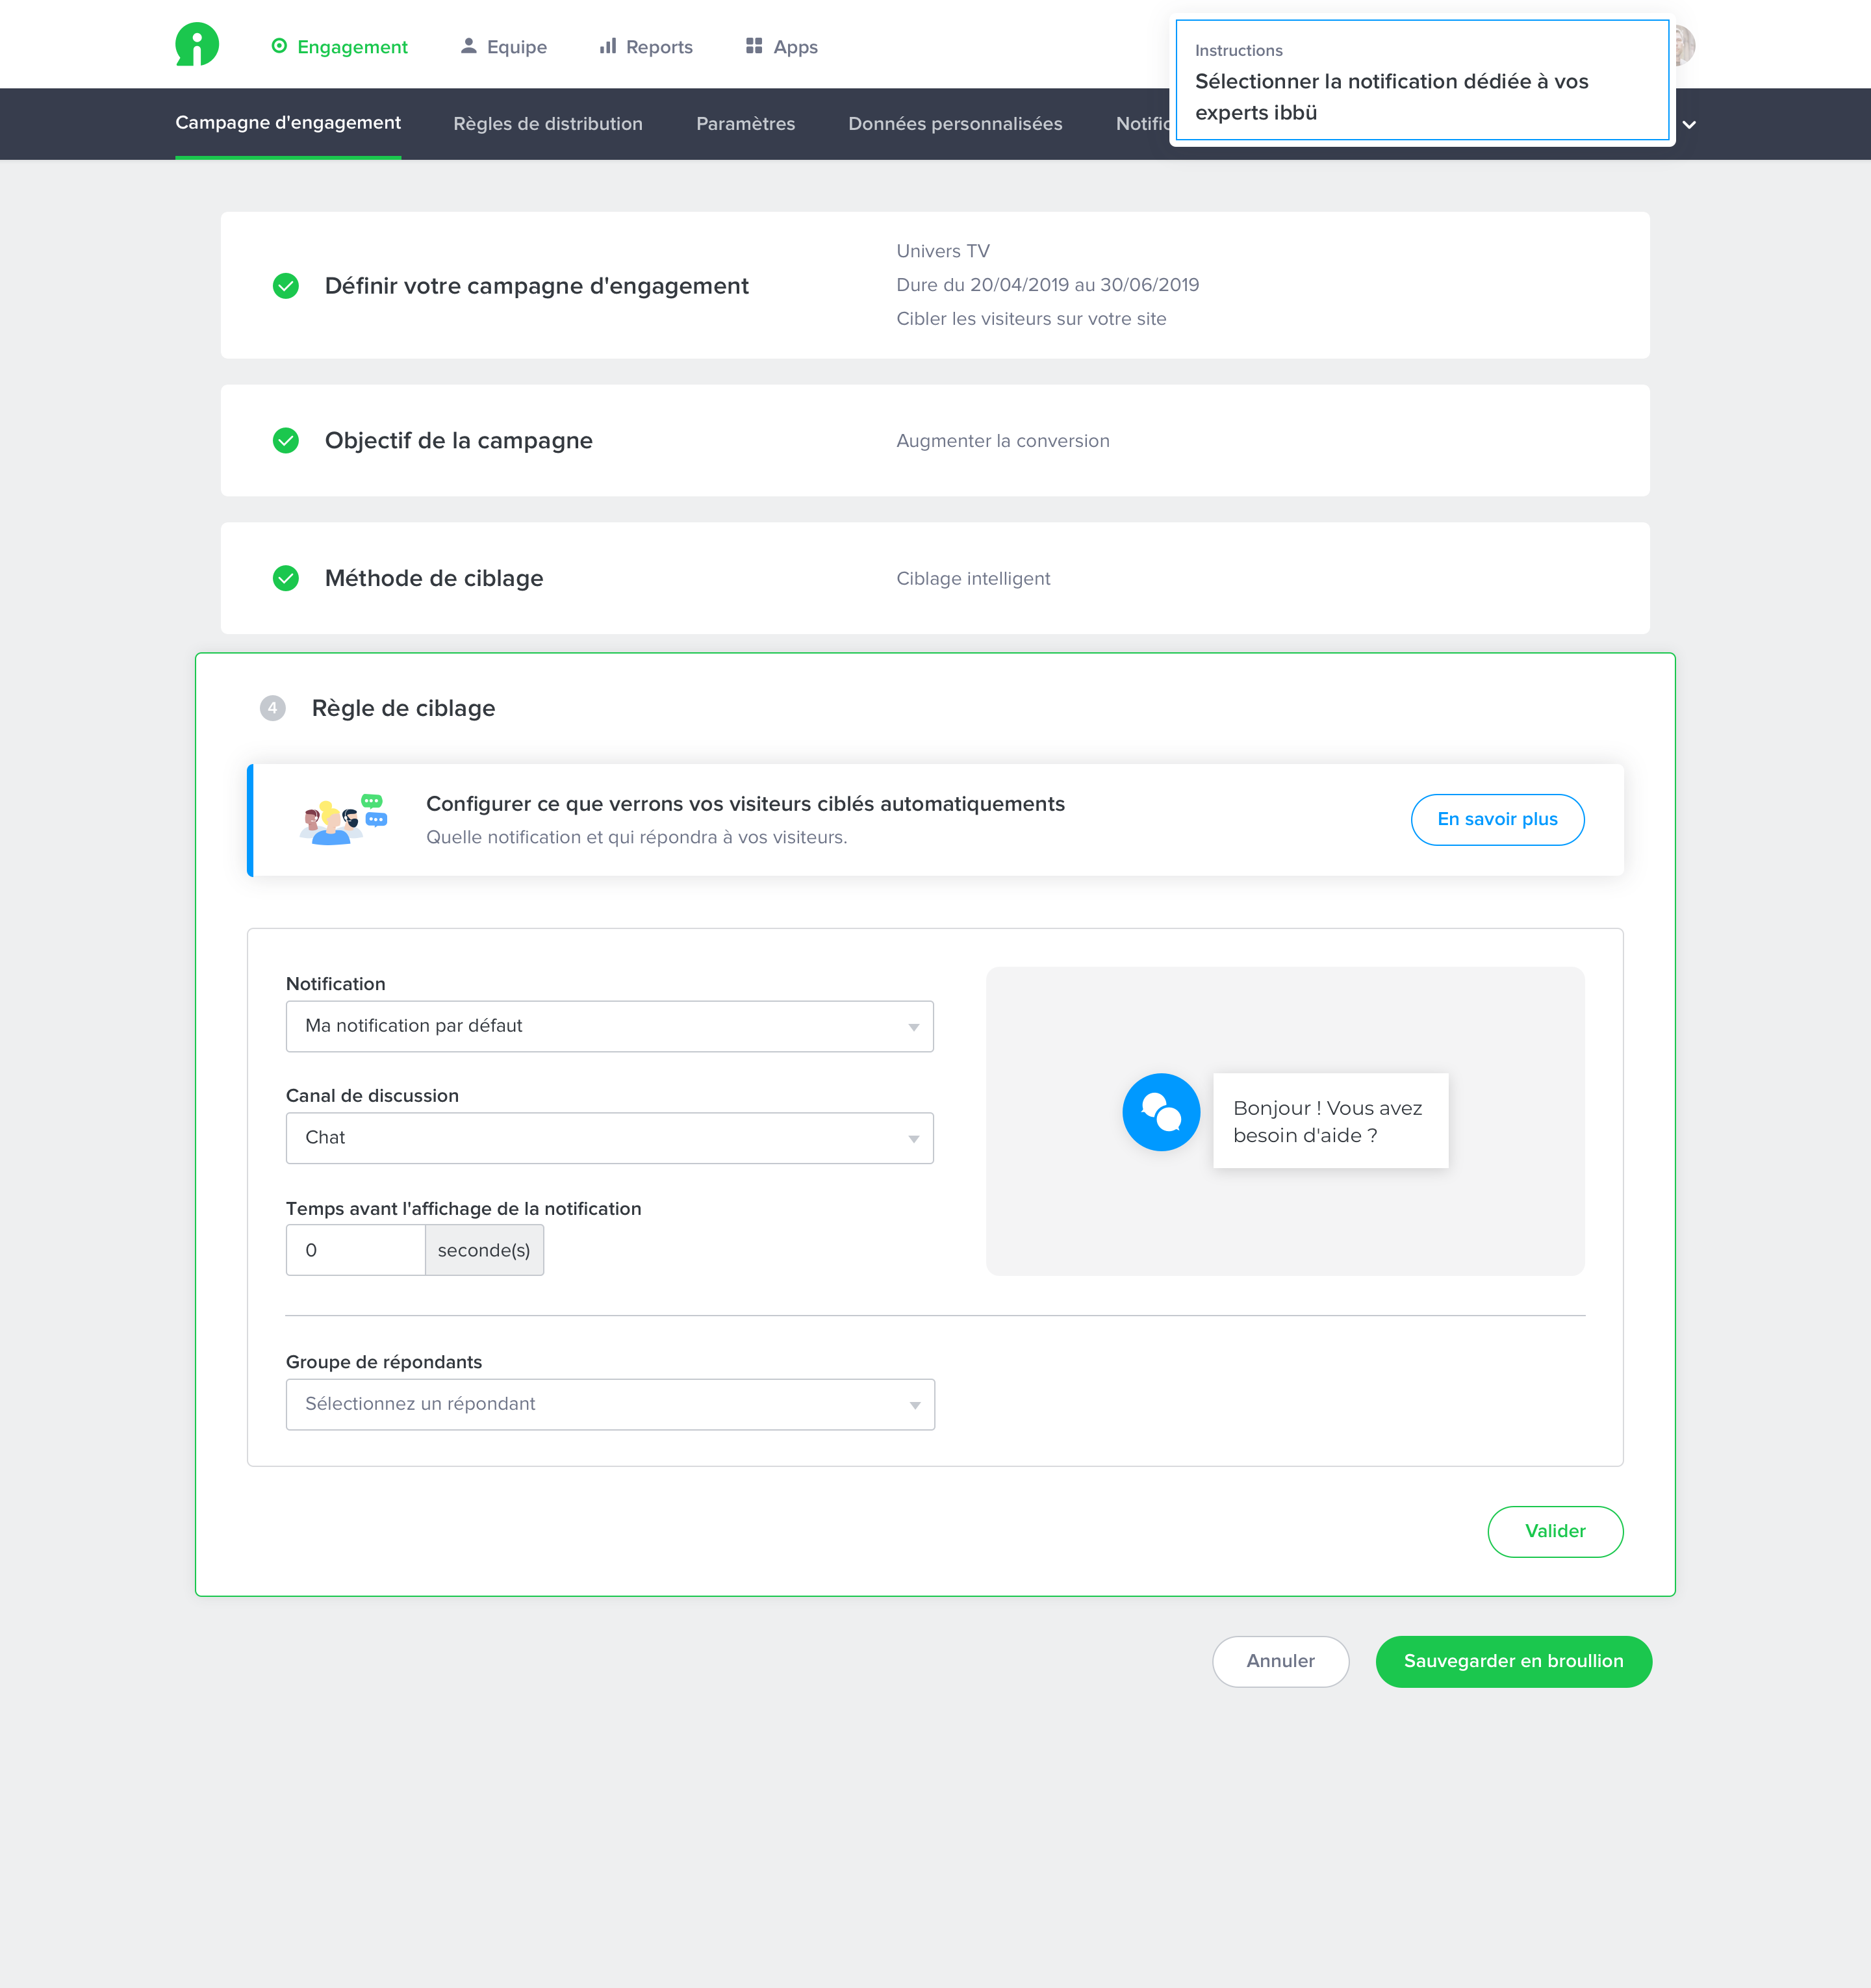 Engagement
Equipe
Reports
Apps
Instructions
Sélectionner la notification dédiée à vos
experts ibbü
Campagne d'engagement
Règles de distribution
Paramètres
Données personnalisées
Définir votre campagne d'engagement
Univers TV
Dure du 20/04/2019 au 30/06/2019
Cibler les visiteurs sur votre site
Objectif de la campagne
Augmenter la conversion
Méthode de ciblage
Ciblage intelligent
4
Règle de ciblage
Configurer ce que verrons vos visiteurs ciblés automatiquements
Quelle notification et qui répondra à vos visiteurs.
En savoir plus
Notification
Ma notification par défaut
Canal de discussion
Chat
Temps avant l'affichage de la notification
0
seconde(s)
Bonjour ! Vous avez
besoin d'aide ?
Groupe de répondants
Sélectionnez un répondant
Valider
Annuler
Sauvegarder en broullion